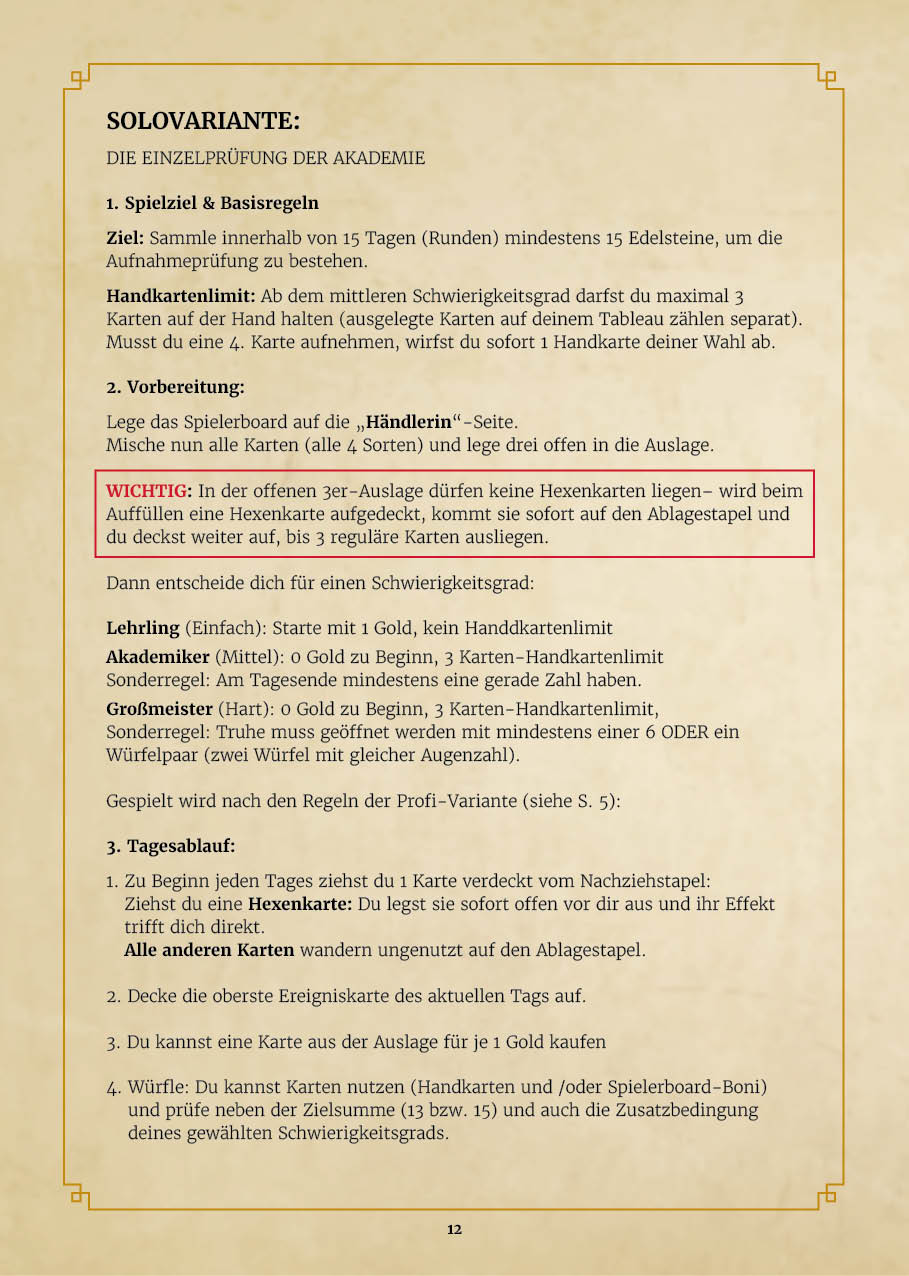 SOLOVARIANTE:
DIE EINZELPRÜFUNG DER AKADEMIE
1. Spielziel & Basisregeln
Ziel: Sammle innerhalb von 15 Tagen (Runden) mindestens 15 Edelsteine, um die
Aufnahmeprüfung zu bestehen.
Handkartenlimit: Ab dem mittleren Schwierigkeitsgrad darfst du maximal 3
Karten auf der Hand halten (ausgelegte Karten auf deinem Tableau zählen separat).
Musst du eine 4. Karte aufnehmen, wirfst du sofort 1 Handkarte deiner Wahl ab.
2. Vorbereitung:
Lege das Spielerboard auf die „Händlerin“-Seite.
Mische nun alle Karten (alle 4 Sorten) und lege drei offen in die Auslage.
WICHTIG: In der offenen 3er-Auslage dürfen keine Hexenkarten liegen– wird beim
Auffüllen eine Hexenkarte aufgedeckt, kommt sie sofort auf den Ablagestapel und
du deckst weiter auf, bis 3 reguläre Karten ausliegen.
Dann entscheide dich für einen Schwierigkeitsgrad:
Lehrling (Einfach): Starte mit 1 Gold, kein Handdkartenlimit
Akademiker (Mittel): 0 Gold zu Beginn, 3 Karten-Handkartenlimit
Sonderregel: Am Tagesende mindestens eine gerade Zahl haben.
Großmeister (Hart): 0 Gold zu Beginn, 3 Karten-Handkartenlimit,
Sonderregel: Truhe muss geöffnet werden mit mindestens einer 6 ODER ein
Würfelpaar (zwei Würfel mit gleicher Augenzahl).
Gespielt wird nach den Regeln der Profi-Variante (siehe S. 5):
3. Tagesablauf:
1. Zu Beginn jeden Tages ziehst du 1 Karte verdeckt vom Nachziehstapel:
Ziehst du eine Hexenkarte: Du legst sie sofort offen vor dir aus und ihr Effekt
trifft dich direkt.
Alle anderen Karten wandern ungenutzt auf den Ablagestapel.
2. Decke die oberste Ereigniskarte des aktuellen Tags auf.
3. Du kannst eine Karte aus der Auslage für je 1 Gold kaufen
4. Würfle: Du kannst Karten nutzen (Handkarten und /oder Spielerboard-Boni)
und prüfe neben der Zielsumme (13 bzw. 15) und auch die Zusatzbedingung
deines gewählten Schwierigkeitsgrads.
12